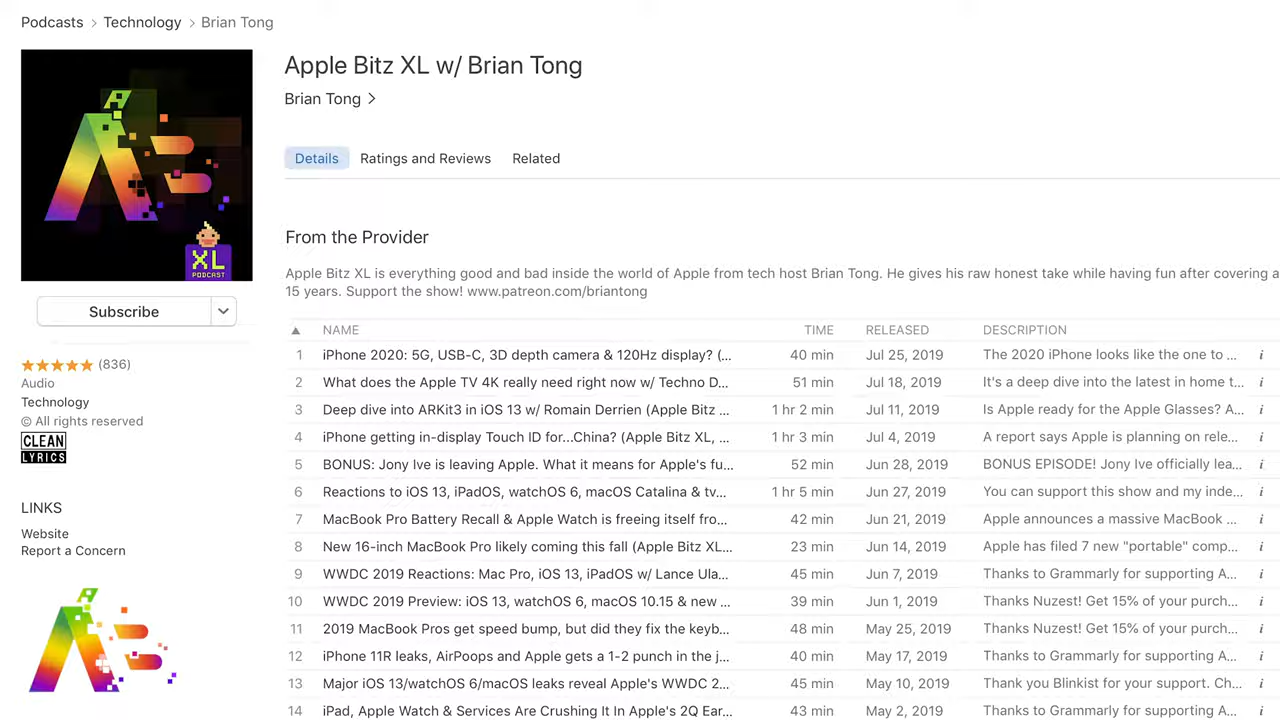 Podcasts > Technology > Brian Tong
Apple Bitz XL w/ Brian Tong
Brian Tong >
Details Ratings and Reviews Related
XL
PODCAST
Subscribe
(836)
Audio
Technology
© All rights reserved
CLEAN
LYRICS
LINKS
Website
Report a Concern
From the Provider
Apple Bitz XL is everything good and bad inside the world of Apple from tech host Brian Tong. He gives his raw honest take while having fun after covering a
15 years. Support the show! www.patreon.com/briantong
NAME TIME RELEASED DESCRIPTION
1 iPhone 2020: 5G, USB-C, 3D depth camera & 120Hz display? (... 40 min Jul 25, 2019 The 2020 iPhone looks like the one to ... i
2 What does the Apple TV 4K really need right now w/ Techno D... 51 min Jul 18, 2019 It's a deep dive into the latest in home t... i
3 Deep dive into ARKit3 in iOS 13 w/ Romain Derrien (Apple Bitz ... 1 hr 2 min Jul 11, 2019 Is Apple ready for the Apple Glasses? A... i
4 iPhone getting in-display Touch ID for...China? (Apple Bitz XL, ... 1 hr 3 min Jul 4, 2019 A report says Apple is planning on rele... i
5 BONUS: Jony Ive is leaving Apple. What it means for Apple's fu... 52 min Jun 28, 2019 BONUS EPISODE! Jony Ive officially lea... i
6 Reactions to iOS 13, iPadOS, watchOS 6, macOS Catalina & tv... 1 hr 5 min Jun 27, 2019 You can support this show and my inde... i
7 MacBook Pro Battery Recall & Apple Watch is freeing itself fro... 42 min Jun 21, 2019 Apple announces a massive MacBook ... i
8 New 16-inch MacBook Pro likely coming this fall (Apple Bitz XL... 23 min Jun 14, 2019 Apple has filed 7 new "portable" comp... i
9 WWDC 2019 Reactions: Mac Pro, iOS 13, iPadOS w/ Lance Ula... 45 min Jun 7, 2019 Thanks to Grammarly for supporting A... i
10 WWDC 2019 Preview: iOS 13, watchOS 6, macOS 10.15 & new ... 39 min Jun 1, 2019 Thanks Nuzest! Get 15% of your purch... i
11 2019 MacBook Pros get speed bump, but did they fix the keyb... 48 min May 25, 2019 Thanks Nuzest! Get 15% of your purch... i
12 iPhone 11R leaks, AirPoops and Apple gets a 1-2 punch in the j... 40 min May 17, 2019 Thanks to Grammarly for supporting A... i
13 Major iOS 13/watchOS 6/macOS leaks reveal Apple's WWDC 2... 45 min May 10, 2019 Thank you Blinkist for your support. Ch... i
14 iPad, Apple Watch & Services Are Crushing It In Apple's 2Q Ear... 43 min May 2, 2019 Thanks to Grammarly for supporting A... i